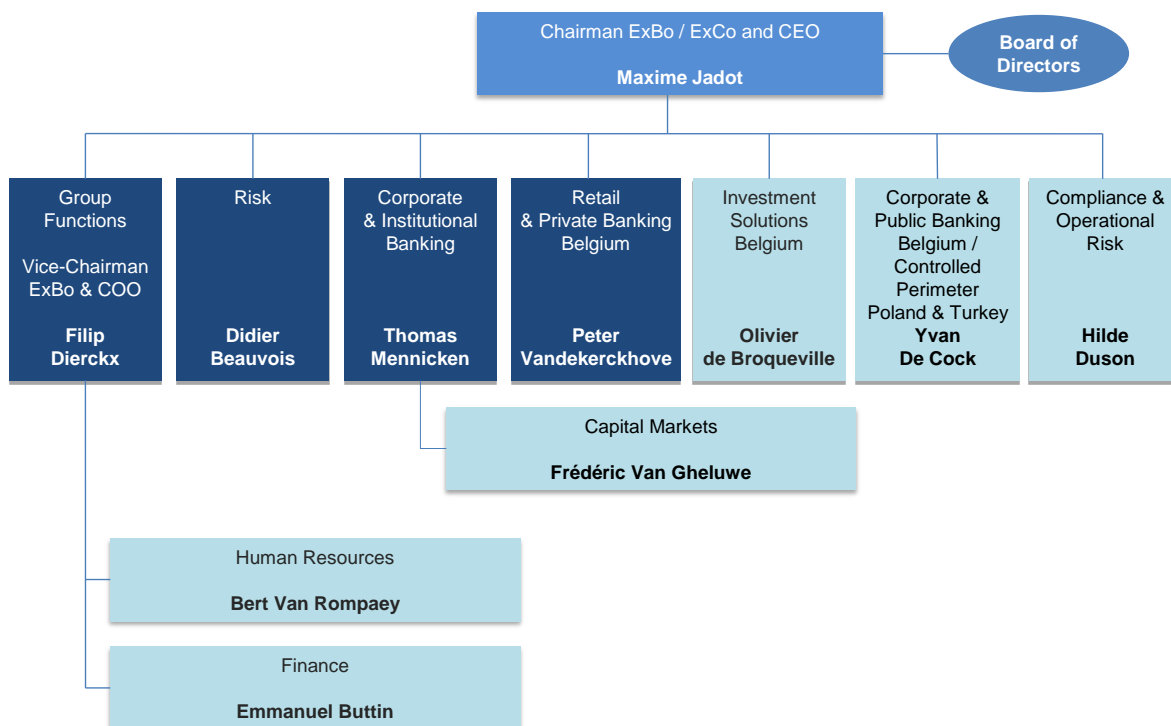 Chairman ExBo / ExCo and CEO
Maxime Jadot
Board of
Directors
Group
Functions
Vice-Chairman
ExBo & COO
Filip
Dierckx
Risk
Didier
Beauvois
Corporate
& Institutional
Banking
Thomas
Mennicken
Retail
& Private Banking
Belgium
Peter
Vandekerckhove
Investment
Solutions
Belgium
Olivier
de Broqueville
Corporate &
Public Banking
Belgium /
Controlled
Perimeter
Poland & Turkey
Yvan
De Cock
Compliance &
Operational
Risk
Hilde
Duson
Capital Markets
Frédéric Van Gheluwe
Human Resources
Bert Van Rompaey
Finance
Emmanuel Buttin